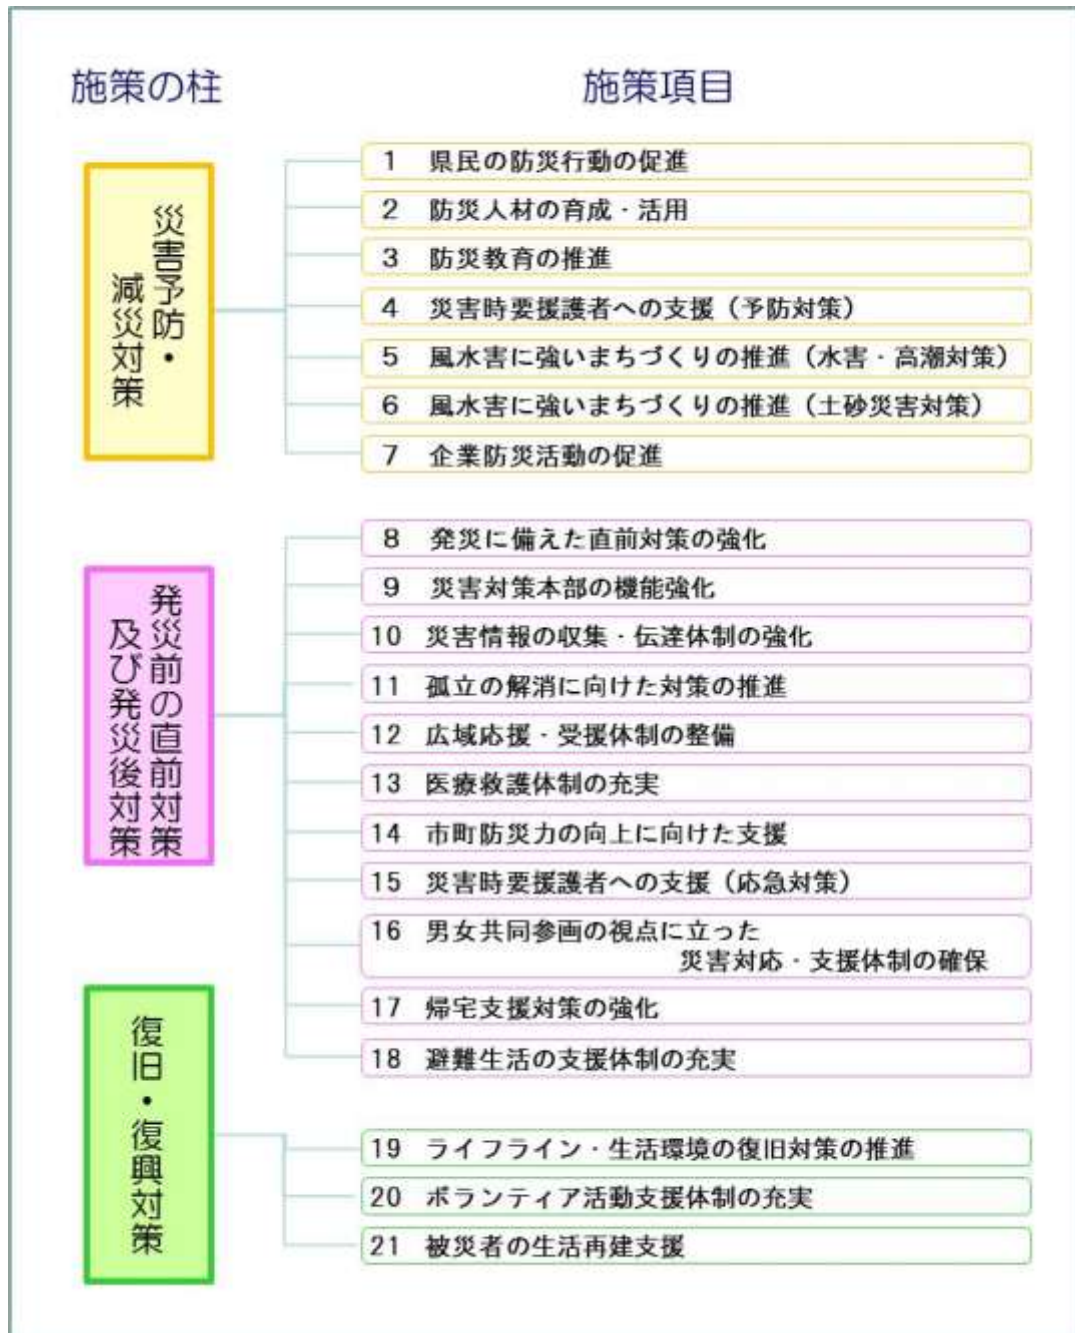 施策の柱
施策項目
災害予防・
減災対策
1 県民の防災行動の促進
2 防災人材の育成・活用
3 防災教育の推進
4 災害時要援護者への支援（予防対策）
5 風水害に強いまちづくりの推進（水害・高潮対策）
6 風水害に強いまちづくりの推進（土砂災害対策）
7 企業防災活動の促進
発災前の直前対策
及び発災後対策
8 発災に備えた直前対策の強化
9 災害対策本部の機能強化
10 災害情報の収集・伝達体制の強化
11 孤立の解消に向けた対策の推進
12 広域応援・受援体制の整備
13 医療救護体制の充実
14 市町防災力の向上に向けた支援
15 災害時要援護者への支援（応急対策）
16 男女共同参画の視点に立った
災害対応・支援体制の確保
17 帰宅支援対策の強化
18 避難生活の支援体制の充実
復旧・復興対策
19 ライフライン・生活環境の復旧対策の推進
20 ボランティア活動支援体制の充実
21 被災者の生活再建支援